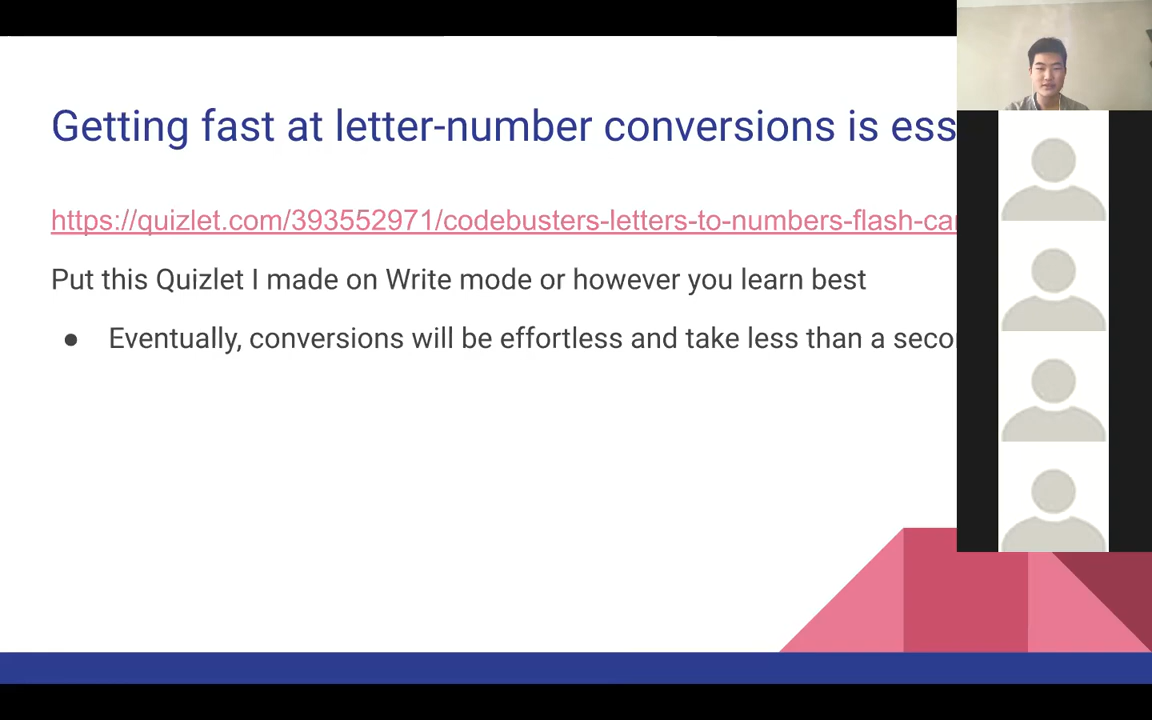 Getting fast at letter-number conversions is ess
https://quizlet.com/393552971/codebusters-letters-to-numbers-flash-ca
Put this Quizlet I made on Write mode or however you learn best
● Eventually, conversions will be effortless and take less than a seco